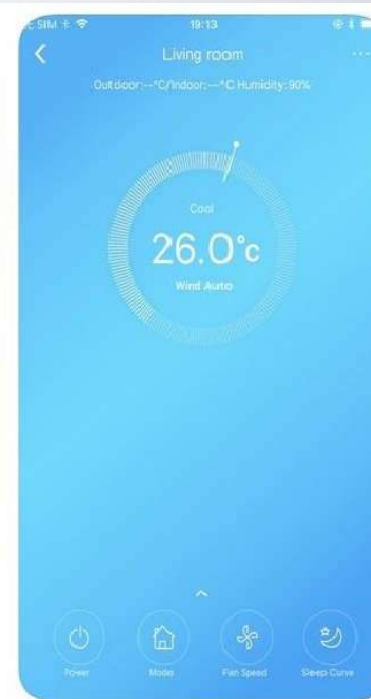 SIM 19:13
Living room
Outdoor:--°C/Indoor:--°C Humidity:90%
Cool
26.0°c
Wind Auto
Power Modes Fan Speed Sleep Curve